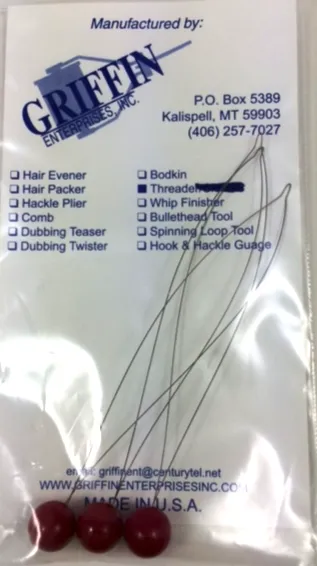 Manufactured by:
GRIFFIN
ENTERPRISES, INC.
P.O. Box 5389
Kalispell, MT 59903
(406) 257-7027
❑ Hair Evener
❑ Hair Packer
❑ Hackle Plier
❑ Comb
❑ Dubbing Teaser
❑ Dubbing Twister
❑ Bodkin
■ Threader
❑ Whip Finisher
❑ Bullethead Tool
❑ Spinning Loop Tool
❑ Hook & Hackle Guage
griffinent@centurytel.net
WWW.GRIFFINENTERPRISESINC.COM
MADE IN U.S.A.